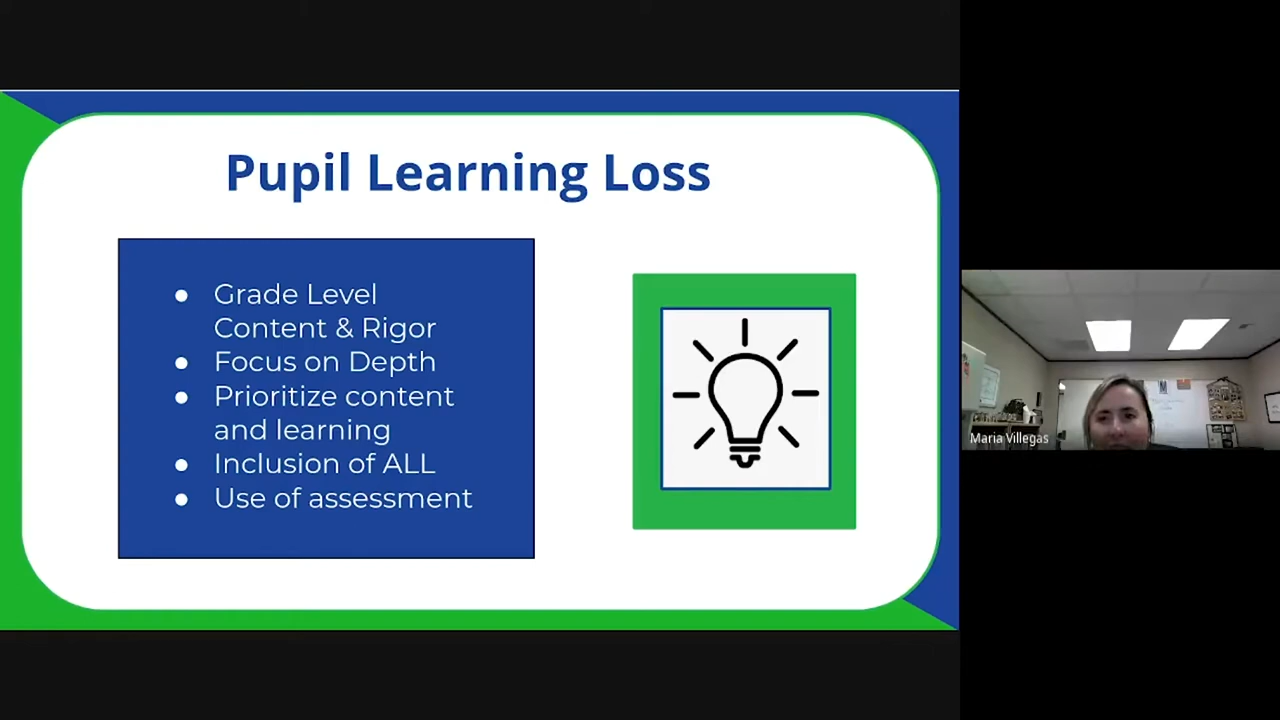 Pupil Learning Loss
● Grade Level
Content & Rigor
● Focus on Depth
● Prioritize content
and learning
● Inclusion of ALL
● Use of assessment
Maria Villegas